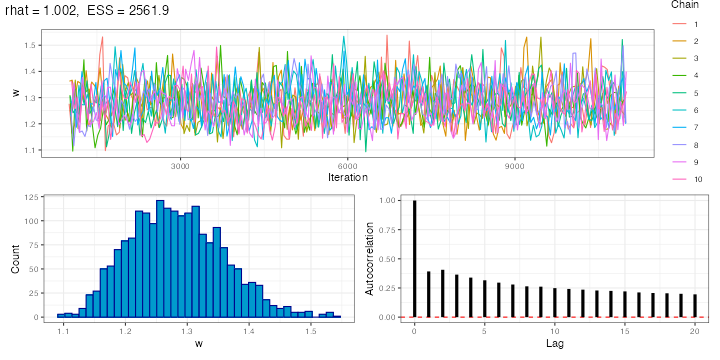 rhat = 1.002, ESS = 2561.9
Chain
1
2
3
4
5
6
7
8
9
10
w
1.5
1.4
1.3
1.2
1.1
3000 6000 9000
Iteration
Count
125
100
75
50
25
0
1.1 1.2 1.3 1.4 1.5
w
Autocorrelation
1.00
0.75
0.50
0.25
0.00
0 5 10 15 20
Lag